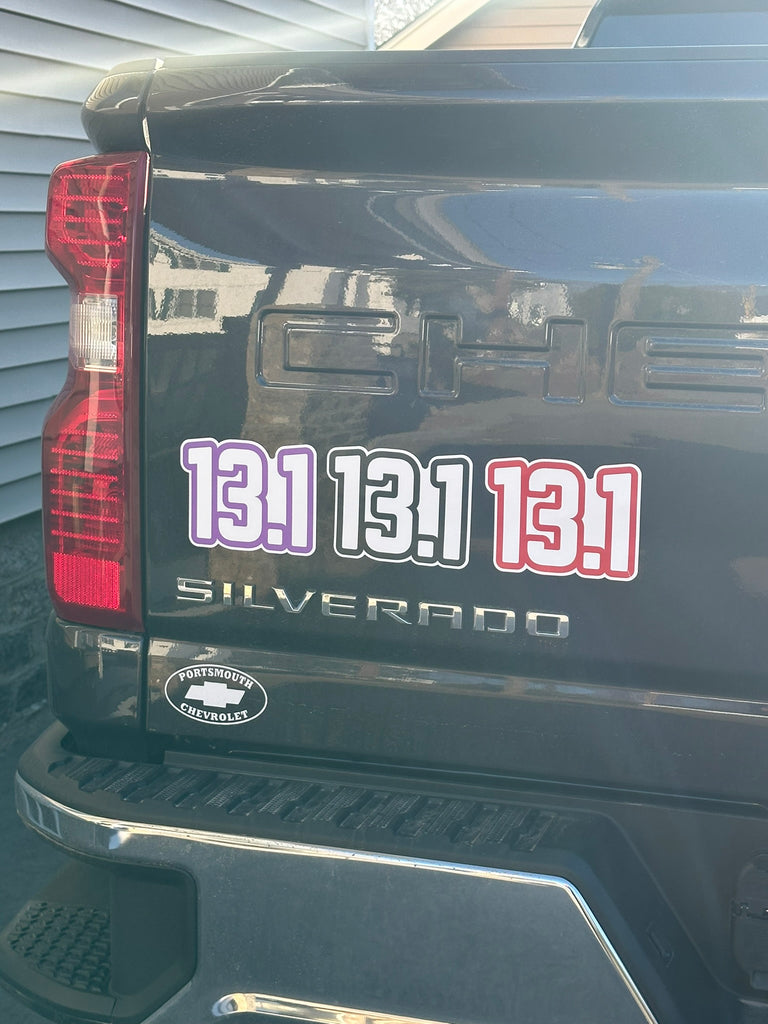 CHE
13.1 13.1 13.1
SILVERADO
PORTSMOUTH
CHEVROLET